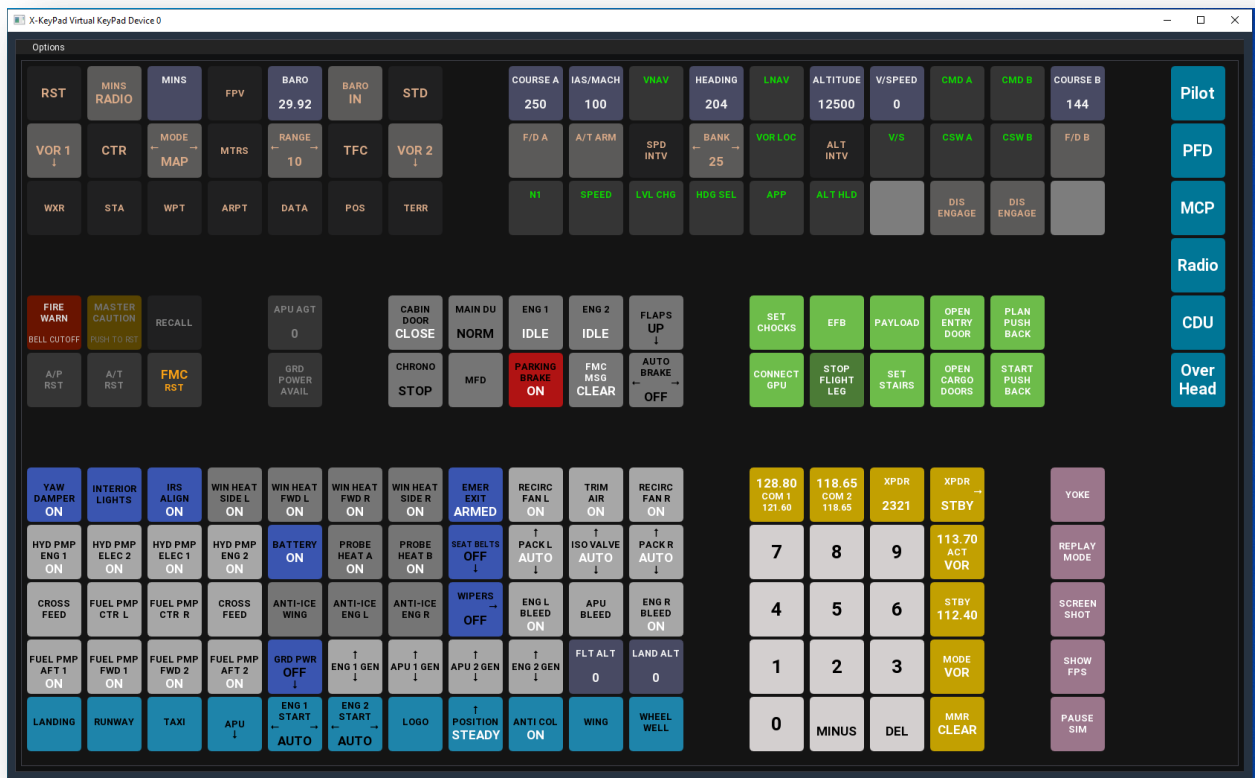 X-KeyPad Virtual KeyPad Device 0
Options
RST
MINS
RADIO
MINS
FPV
BARO
29.92
BARO
IN
STD
COURSE A
250
IAS/MACH
100
VNAV
HEADING
204
LNAV
ALTITUDE
12500
V/SPEED
0
CMD A
CMD B
COURSE B
144
Pilot
VOR 1
↓
CTR
MODE
← →
MAP
MTRS
RANGE
← →
10
TFC
VOR 2
↓
F/D A
A/T ARM
SPD
INTV
BANK
← →
25
VOR LOC
ALT
INTV
V/S
CSW A
CSW B
F/D B
PFD
WXR
STA
WPT
ARPT
DATA
POS
TERR
N1
SPEED
LVL CHG
HDG SEL
APP
ALT HLD
DIS
ENGAGE
DIS
ENGAGE
MCP
Radio
FIRE
WARN
BELL CUTOFF
MASTER
CAUTION
PUSH TO RST
RECALL
APU AGT
0
CABIN
DOOR
CLOSE
MAIN DU
NORM
ENG 1
IDLE
ENG 2
IDLE
FLAPS
UP
↓
SET
CHOCKS
EFB
PAYLOAD
OPEN
ENTRY
DOOR
PLAN
PUSH
BACK
CDU
A/P
RST
A/T
RST
FMC
RST
GRD
POWER
AVAIL
CHRONO
STOP
MFD
PARKING
BRAKE
ON
FMC
MSG
CLEAR
AUTO
BRAKE
← →
OFF
CONNECT
GPU
STOP
FLIGHT
LEG
SET
STAIRS
OPEN
CARGO
DOORS
START
PUSH
BACK
Over
Head
YAW
DAMPER
ON
INTERIOR
LIGHTS
IRS
ALIGN
ON
WIN HEAT
SIDE L
ON
WIN HEAT
FWD L
ON
WIN HEAT
FWD R
ON
WIN HEAT
SIDE R
ON
EMER
EXIT
ARMED
RECIRC
FAN L
ON
TRIM
AIR
ON
RECIRC
FAN R
ON
128.80
COM 1
121.60
118.65
COM 2
118.65
XPDR
2321
XPDR
→
STBY
YOKE
HYD PMP
ENG 1
ON
HYD PMP
ELEC 2
ON
HYD PMP
ELEC 1
ON
HYD PMP
ENG 2
ON
BATTERY
ON
PROBE
HEAT A
ON
PROBE
HEAT B
ON
SEAT BELTS
OFF
↓
↑
PACK L
AUTO
↓
↑
ISO VALVE
AUTO
↓
↑
PACK R
AUTO
↓
7
8
9
113.70
ACT
VOR
REPLAY
MODE
CROSS
FEED
FUEL PMP
CTR L
FUEL PMP
CTR R
CROSS
FEED
ANTI-ICE
WING
ANTI-ICE
ENG L
ANTI-ICE
ENG R
WIPERS
→
OFF
ENG L
BLEED
ON
APU
BLEED
ENG R
BLEED
ON
4
5
6
STBY
112.40
SCREEN
SHOT
FUEL PMP
AFT 1
ON
FUEL PMP
FWD 1
ON
FUEL PMP
FWD 2
ON
FUEL PMP
AFT 2
ON
GRD PWR
OFF
↓
↑
ENG 1 GEN
↓
↑
APU 1 GEN
↓
↑
APU 2 GEN
↓
↑
ENG 2 GEN
↓
FLT ALT
0
LAND ALT
0
1
2
3
MODE
VOR
SHOW
FPS
LANDING
RUNWAY
TAXI
APU
↓
ENG 1
START
← →
AUTO
ENG 2
START
← →
AUTO
LOGO
↑
POSITION
STEADY
ANTI COL
ON
WING
WHEEL
WELL
0
MINUS
DEL
MMR
CLEAR
PAUSE
SIM